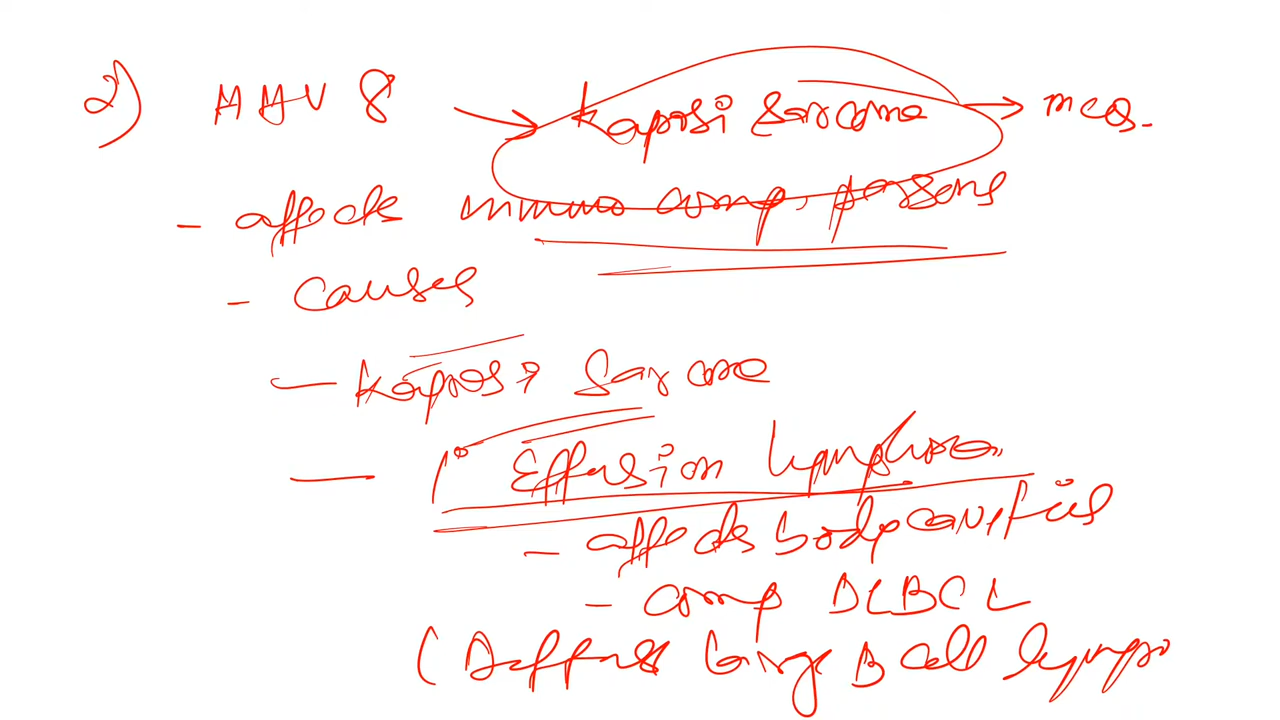 2) HHV 8 → Kaposi Sarcoma → mcq.
- affects immuno comp. persons
- Causes
- Kaposi Sarcoma
- 1° Effusion lymphoma
- affects body cavities
- comp DLBCL
( Diffuse large B cell lympo